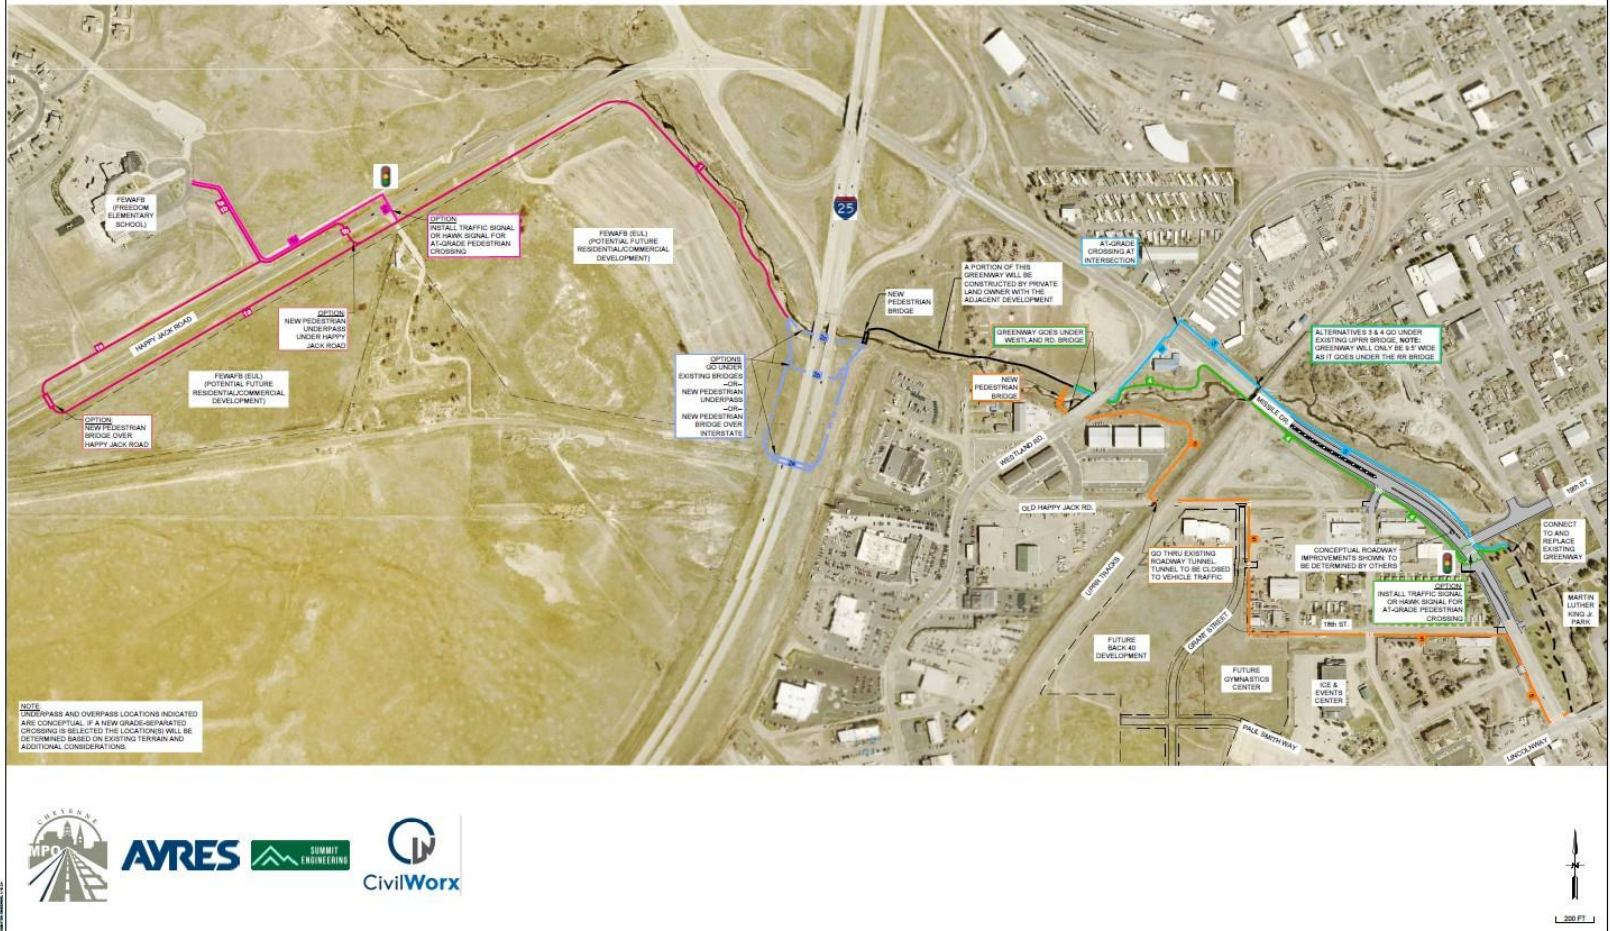 FEWAFB
(FREEDOM
ELEMENTARY
SCHOOL)
OPTION
INSTALL TRAFFIC SIGNAL
OR HAWK SIGNAL FOR
AT-GRADE PEDESTRIAN
CROSSING
FEWAFB (EUL)
(POTENTIAL FUTURE
RESIDENTIAL/COMMERCIAL
DEVELOPMENT)
25
AT-GRADE
CROSSING AT
INTERSECTION
A PORTION OF THIS
GREENWAY WILL BE
CONSTRUCTED BY PRIVATE
LAND OWNER WITH THE
ADJACENT DEVELOPMENT
NEW
PEDESTRIAN
BRIDGE
HAPPY JACK ROAD
OPTION:
NEW PEDESTRIAN
UNDERPASS
UNDER HAPPY
JACK ROAD
GREENWAY GOES UNDER
WESTLAND RD. BRIDGE
ALTERNATIVES 3 & 4 GO UNDER
EXISTING UPRR BRIDGE, NOTE:
GREENWAY WILL ONLY BE 9.5' WIDE
AS IT GOES UNDER THE RR BRIDGE
FEWAFB (EUL)
(POTENTIAL FUTURE
RESIDENTIAL/COMMERCIAL
DEVELOPMENT)
OPTIONS:
GO UNDER
EXISTING BRIDGES
--OR--
NEW PEDESTRIAN
UNDERPASS
--OR--
NEW PEDESTRIAN
BRIDGE OVER
INTERSTATE
NEW
PEDESTRIAN
BRIDGE
MISSILE DR.
OPTION:
NEW PEDESTRIAN
BRIDGE OVER
HAPPY JACK ROAD
WESTLAND RD.
OLD HAPPY JACK RD.
19th ST.
CONNECT
TO AND
REPLACE
EXISTING
GREENWAY
GO THRU EXISTING
ROADWAY TUNNEL.
TUNNEL TO BE CLOSED
TO VEHICLE TRAFFIC.
CONCEPTUAL ROADWAY
IMPROVEMENTS SHOWN: TO
BE DETERMINED BY OTHERS
UPRR TRACKS
OPTION:
INSTALL TRAFFIC SIGNAL
OR HAWK SIGNAL FOR
AT-GRADE PEDESTRIAN
CROSSING
MARTIN
LUTHER
KING Jr.
PARK
18th ST.
GRANT STREET
FUTURE
BACK 40
DEVELOPMENT
FUTURE
GYMNASTICS
CENTER
ICE &
EVENTS
CENTER
PAUL SMITH WAY
LINCOLNWAY
NOTE:
UNDERPASS AND OVERPASS LOCATIONS INDICATED
ARE CONCEPTUAL. IF A NEW GRADE-SEPARATED
CROSSING IS SELECTED THE LOCATION(S) WILL BE
DETERMINED BASED ON EXISTING TERRAIN AND
ADDITIONAL CONSIDERATIONS.
CHEYENNE
MPO
AYRES
SUMMIT
ENGINEERING
CivilWorx
200 FT